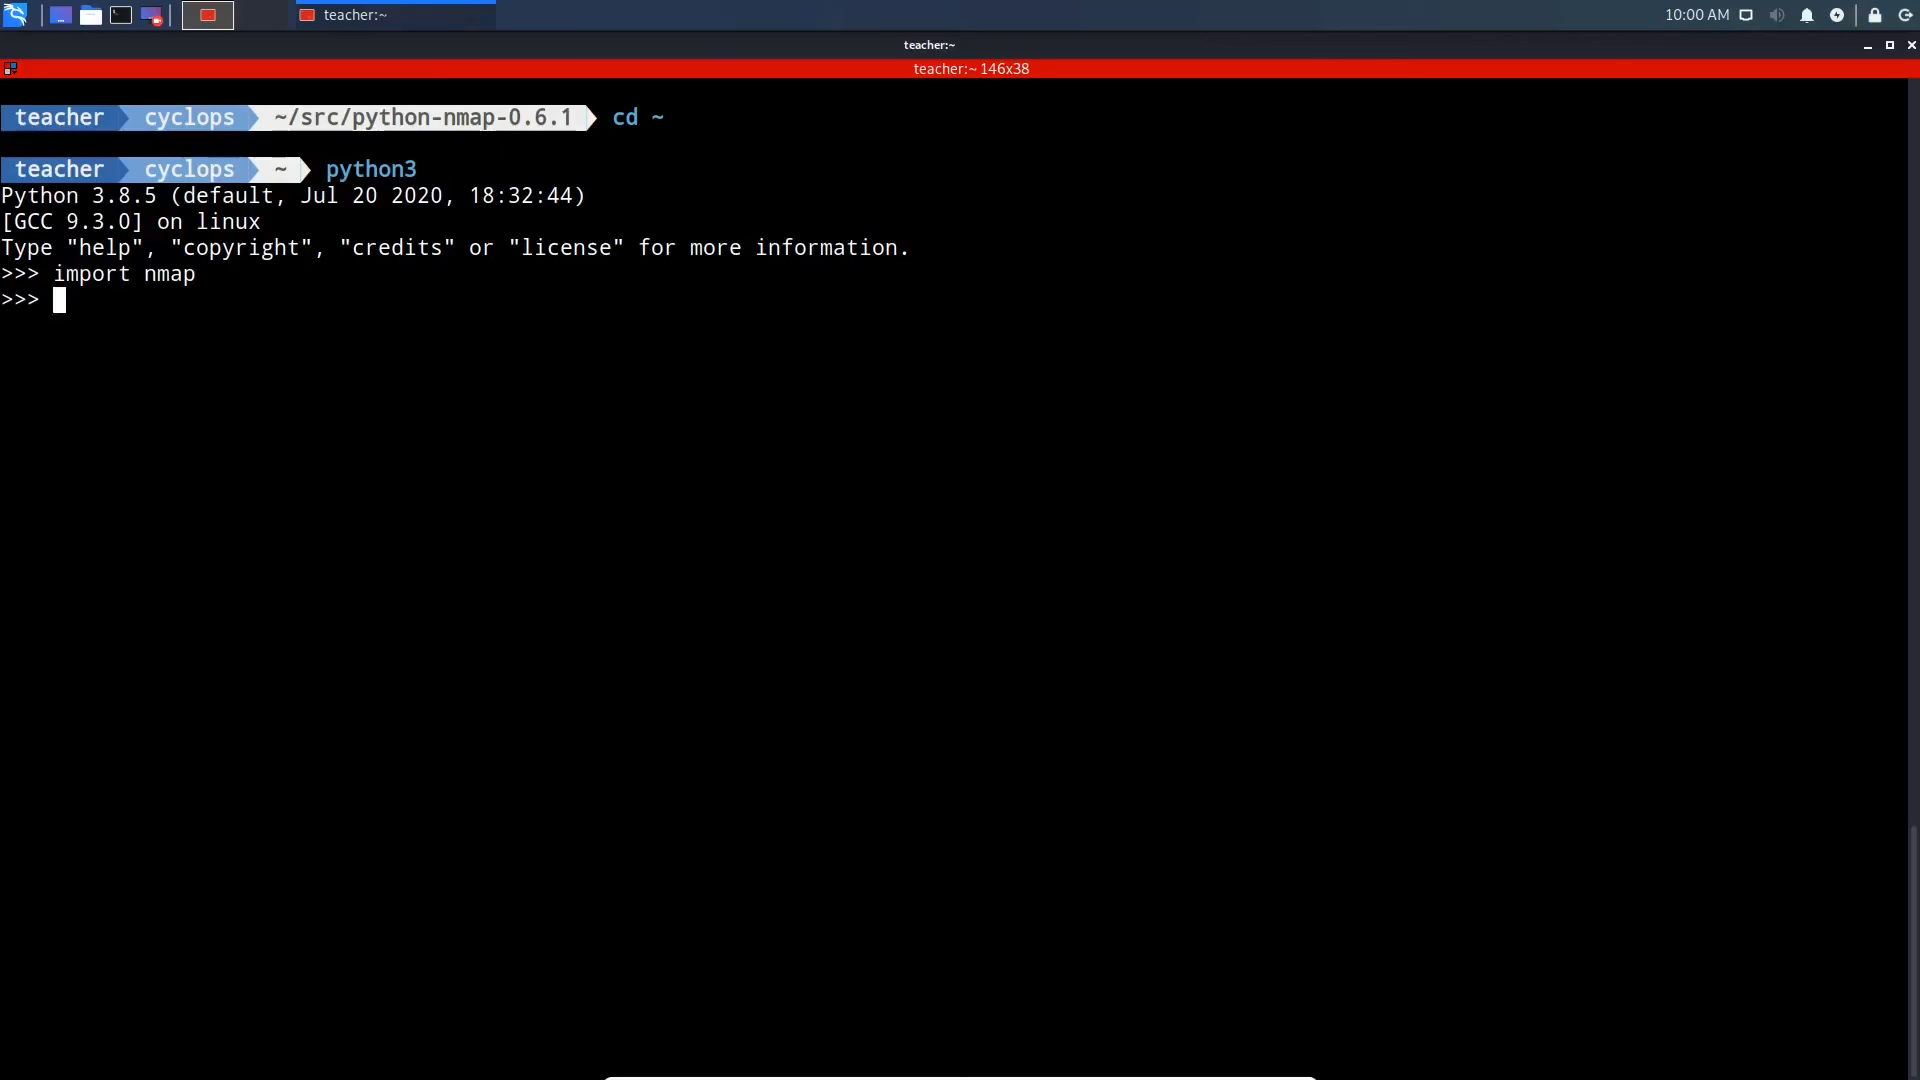 teacher:~
10:00 AM
teacher:~
teacher:~ 146x38
teacher cyclops ~/src/python-nmap-0.6.1 cd ~
teacher cyclops ~ python3
Python 3.8.5 (default, Jul 20 2020, 18:32:44)
[GCC 9.3.0] on linux
Type "help", "copyright", "credits" or "license" for more information.
>>> import nmap
>>>